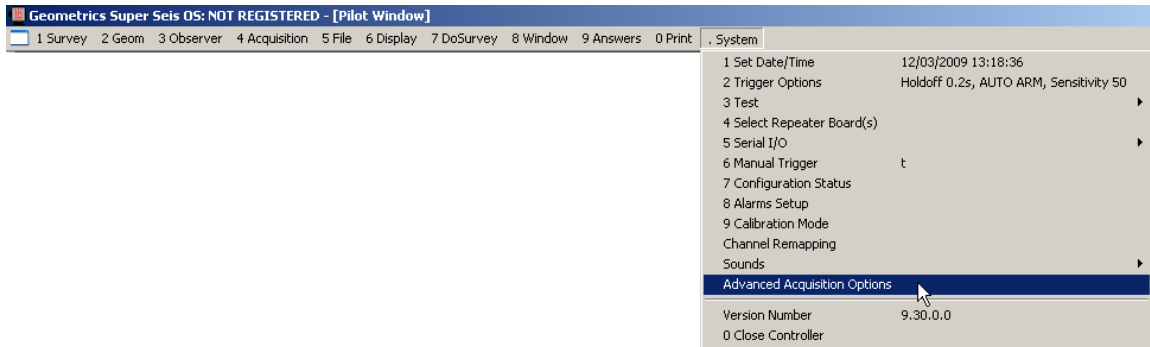 Geometrics Super Seis OS: NOT REGISTERED - [Pilot Window]
1 Survey 2 Geom 3 Observer 4 Acquisition 5 File 6 Display 7 DoSurvey 8 Window 9 Answers 0 Print . System
1 Set Date/Time 12/03/2009 13:18:36
2 Trigger Options Holdoff 0.2s, AUTO ARM, Sensitivity 50
3 Test
4 Select Repeater Board(s)
5 Serial I/O
6 Manual Trigger t
7 Configuration Status
8 Alarms Setup
9 Calibration Mode
Channel Remapping
Sounds
Advanced Acquisition Options
Version Number 9.30.0.0
0 Close Controller